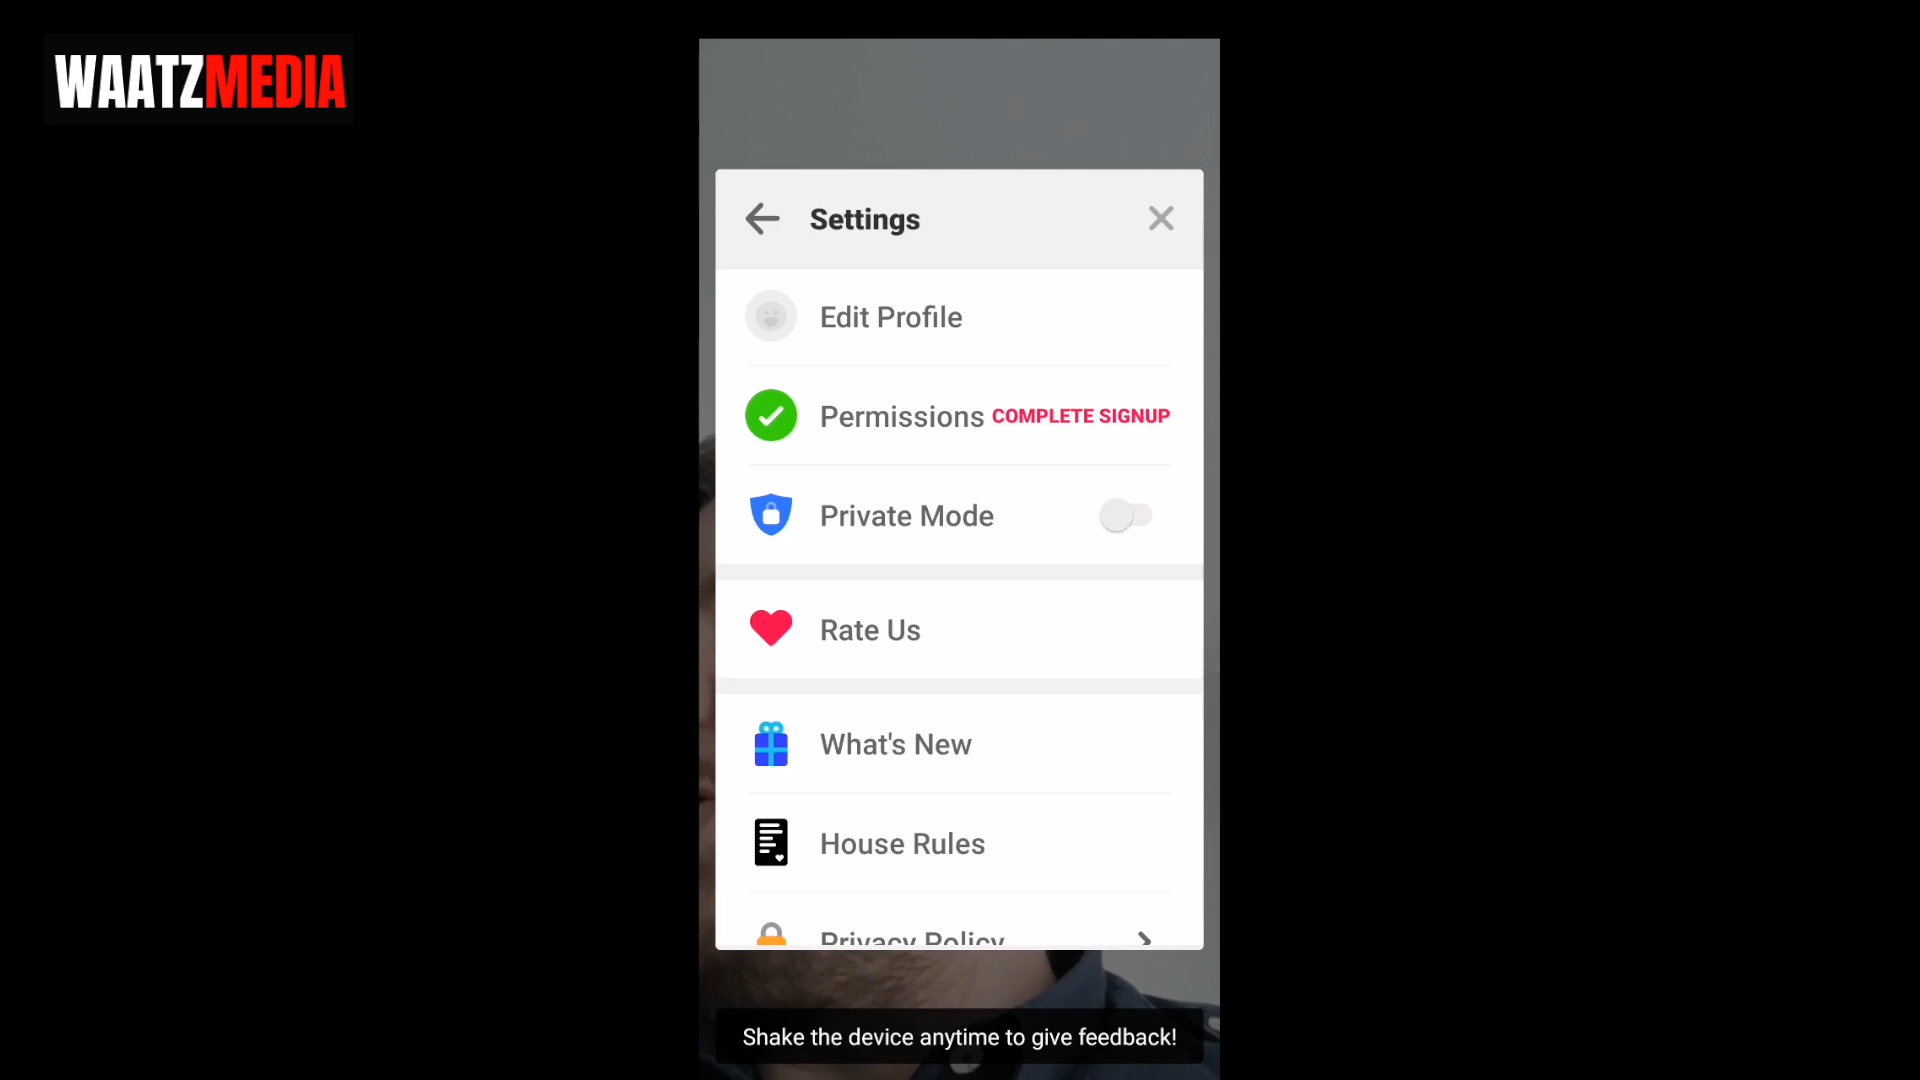 WAATZMEDIA
Settings
Edit Profile
Permissions COMPLETE SIGNUP
Private Mode
Rate Us
What's New
House Rules
Privacy Policy
Shake the device anytime to give feedback!